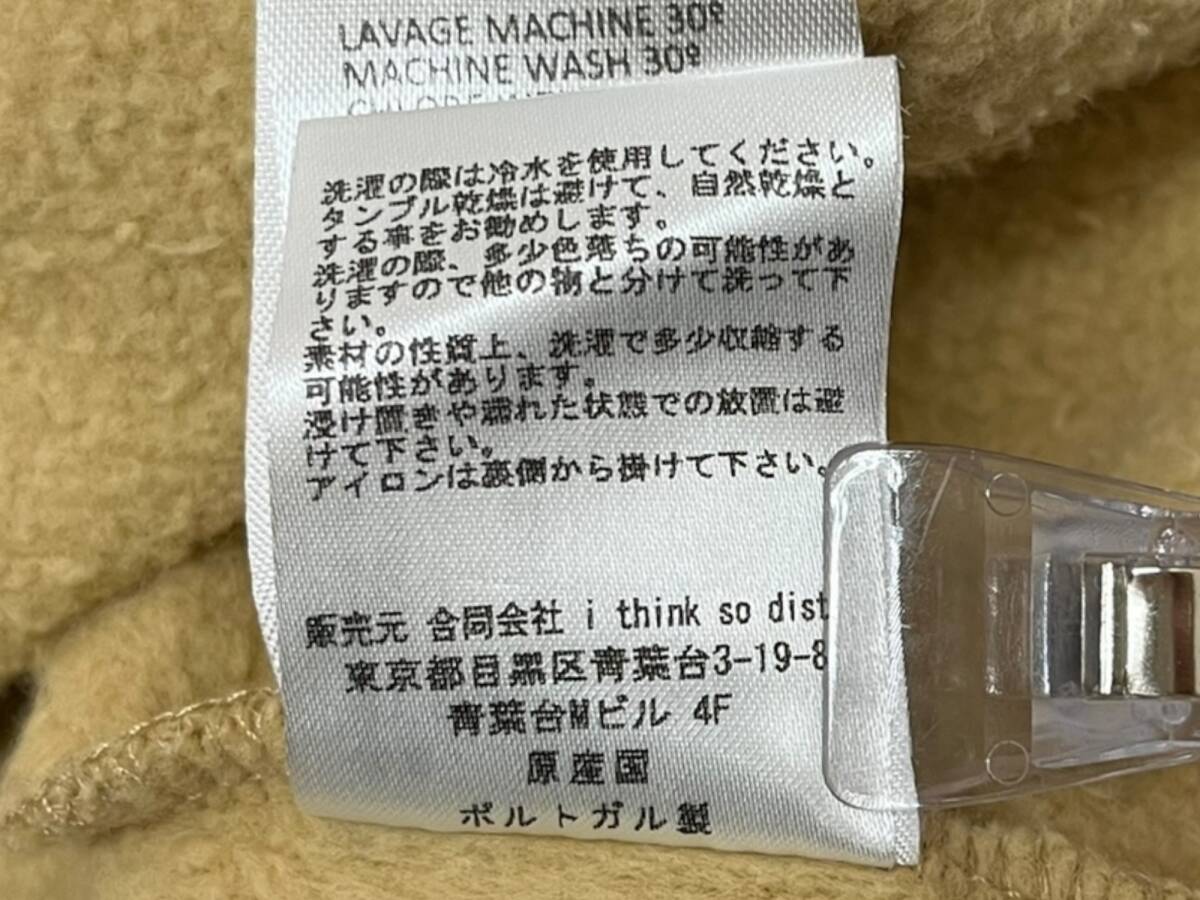 LAVAGE MACHINE 30º
MACHINE WASH 30º
洗濯の際は冷水を使用してください。
タンブル乾燥は避けて、自然乾燥と
する事をお勧めします。
洗濯の際、多少色落ちの可能性があ
りますので他の物と分けて洗って下
さい。
素材の性質上、洗濯で多少収縮する
可能性があります。
浸け置きや濡れた状態での放置は避
けて下さい。
アイロンは裏側から掛けて下さい。
販売元 合同会社 i think so dist
東京都目黒区青葉台3-19-8
青葉台Mビル 4F
原産国
ポルトガル製